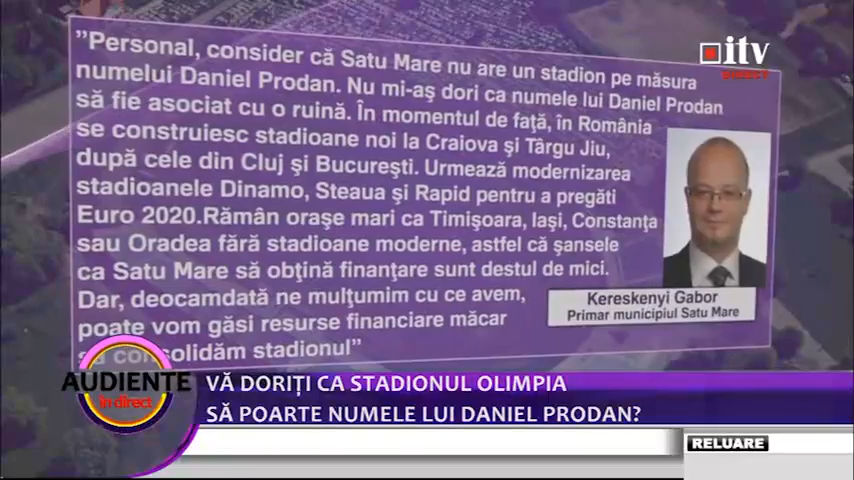 ”Personal, consider că Satu Mare nu are un stadion pe măsura
numelui Daniel Prodan. Nu mi-aş dori ca numele lui Daniel Prodan
să fie asociat cu o ruină. În momentul de faţă, în România
se construiesc stadioane noi la Craiova şi Târgu Jiu,
după cele din Cluj şi Bucureşti. Urmează modernizarea
stadioanele Dinamo, Steaua şi Rapid pentru a pregăti
Euro 2020.Rămân oraşe mari ca Timişoara, Iaşi, Constanţa
sau Oradea fără stadioane moderne, astfel că şansele
ca Satu Mare să obţină finanţare sunt destul de mici.
Dar, deocamdată ne mulţumim cu ce avem,
poate vom găsi resurse financiare măcar
să consolidăm stadionul”
itv
DIRECT
Kereskenyi Gabor
Primar municipiul Satu Mare
AUDIENTE
în direct
VĂ DORIȚI CA STADIONUL OLIMPIA
SĂ POARTE NUMELE LUI DANIEL PRODAN?
RELUARE